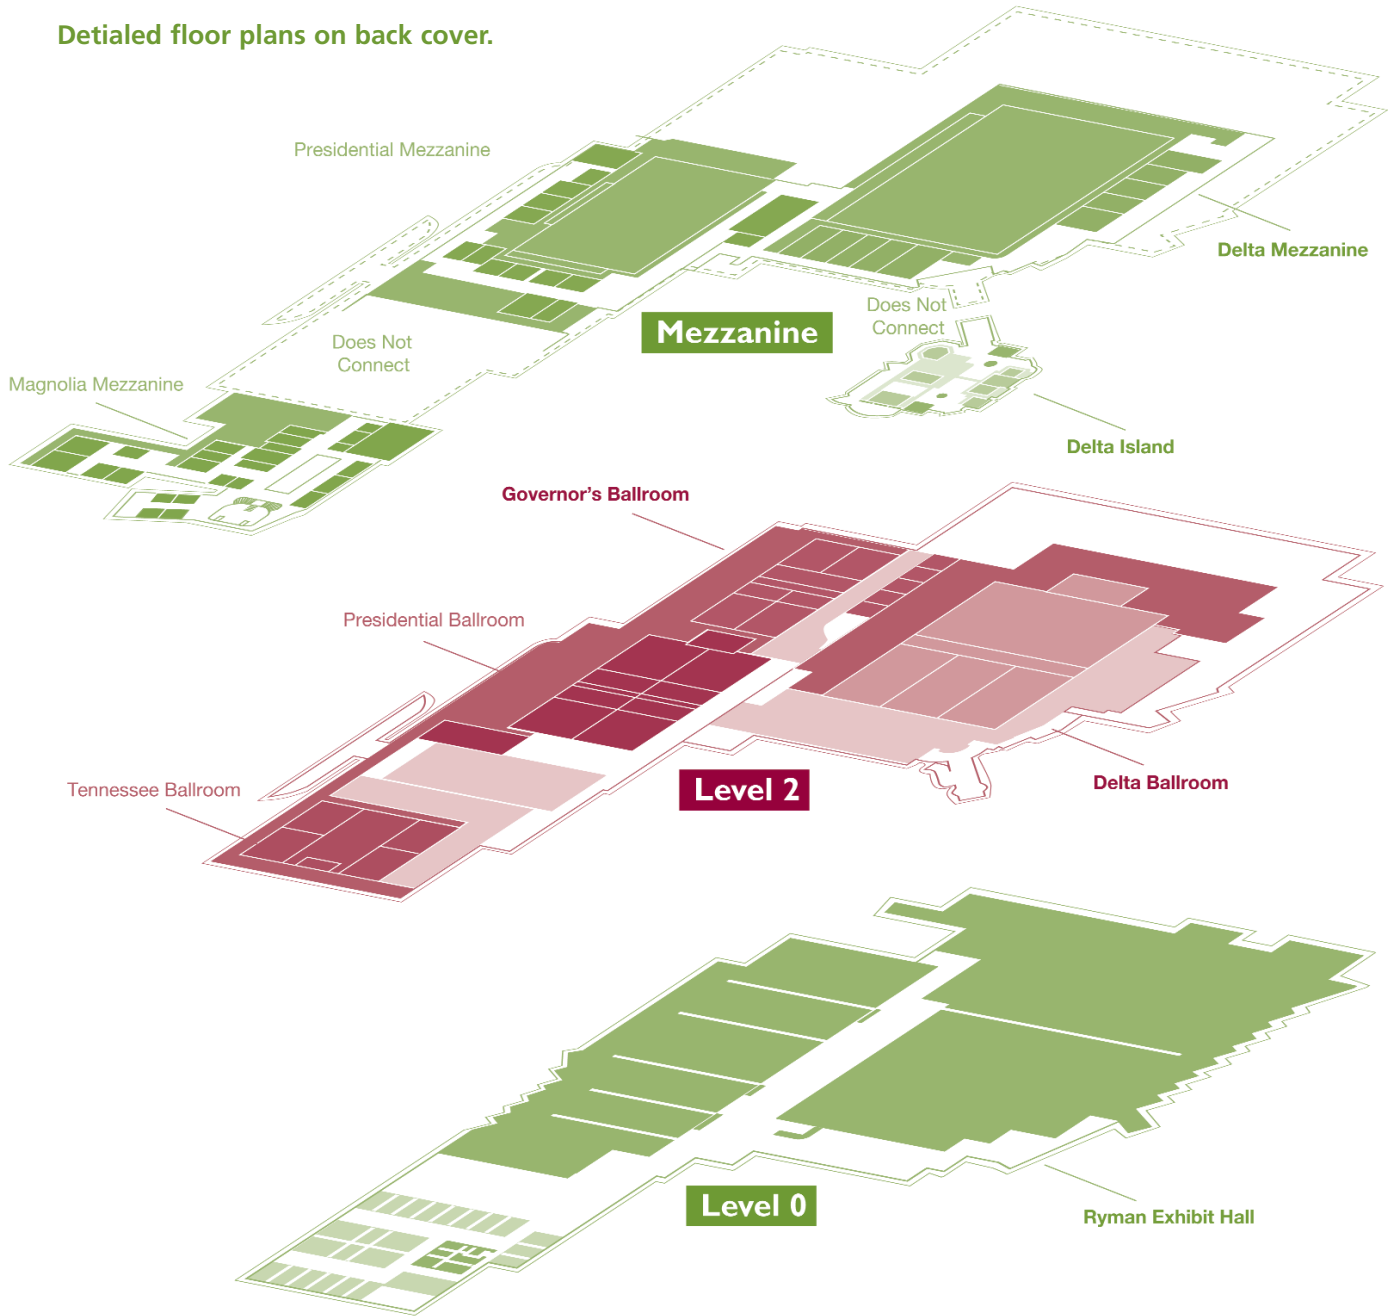 Detialed floor plans on back cover.
Presidential Mezzanine
Delta Mezzanine
Does Not
Connect
Mezzanine
Does Not
Connect
Magnolia Mezzanine
Delta Island
Governor's Ballroom
Presidential Ballroom
Tennessee Ballroom
Level 2
Delta Ballroom
Level 0
Ryman Exhibit Hall